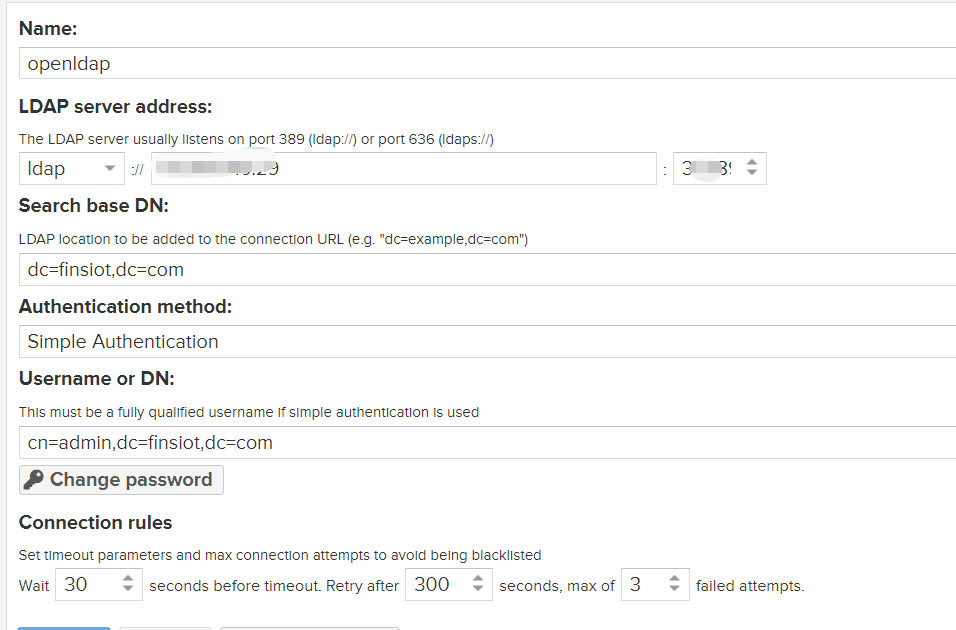 Name:
openldap
LDAP server address:
The LDAP server usually listens on port 389 (ldap://) or port 636 (ldaps://)
ldap :// :
Search base DN:
LDAP location to be added to the connection URL (e.g. "dc=example,dc=com")
dc=finsiot,dc=com
Authentication method:
Simple Authentication
Username or DN:
This must be a fully qualified username if simple authentication is used
cn=admin,dc=finsiot,dc=com
Change password
Connection rules
Set timeout parameters and max connection attempts to avoid being blacklisted
Wait 30 seconds before timeout. Retry after 300 seconds, max of 3 failed attempts.